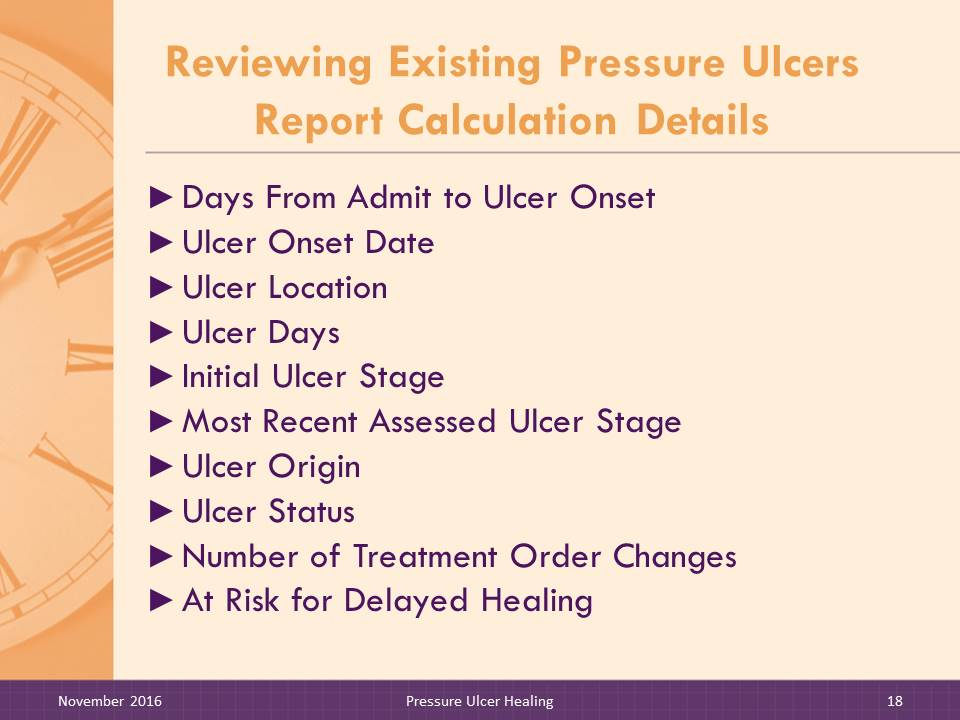 Reviewing Existing Pressure Ulcers
Report Calculation Details
►Days From Admit to Ulcer Onset
►Ulcer Onset Date
►Ulcer Location
►Ulcer Days
►Initial Ulcer Stage
►Most Recent Assessed Ulcer Stage
►Ulcer Origin
►Ulcer Status
►Number of Treatment Order Changes
►At Risk for Delayed Healing
November 2016
Pressure Ulcer Healing
18